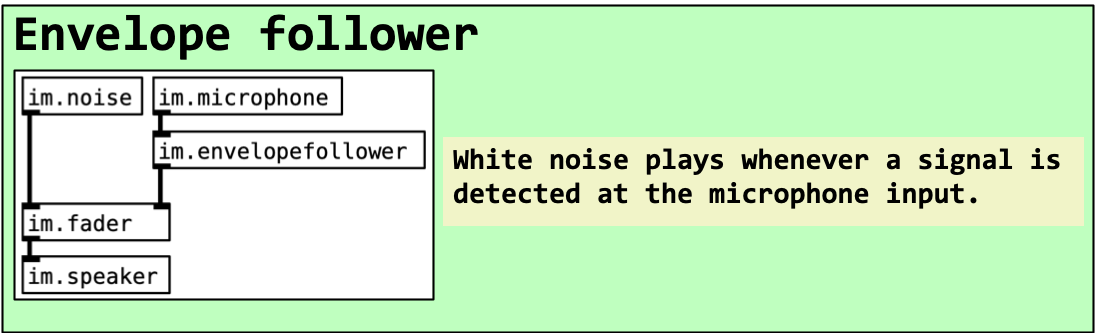 Envelope follower
im.noise
im.microphone
im.envelopefollower
im.fader
im.speaker
White noise plays whenever a signal is
detected at the microphone input.